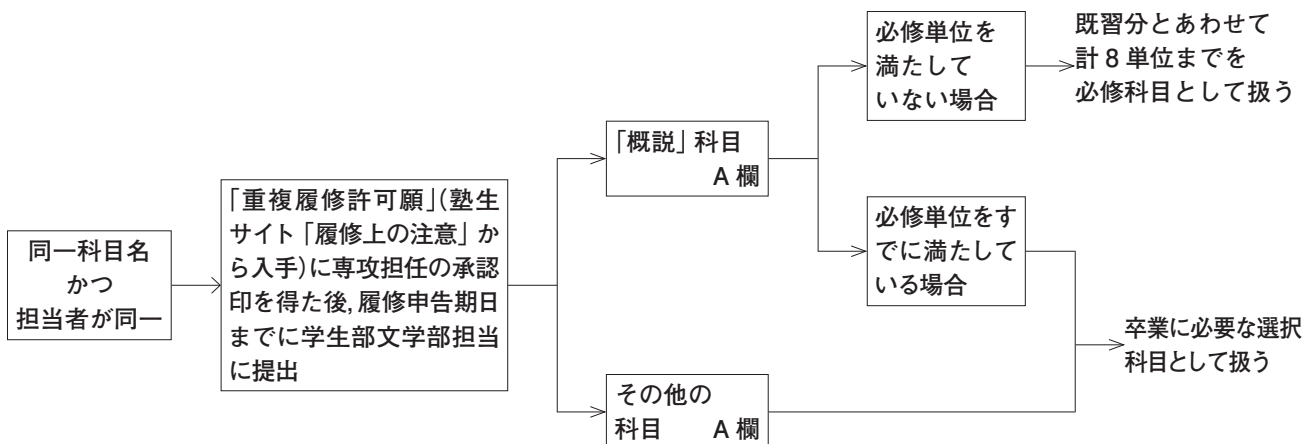 同一科目名
かつ
担当者が同一
「重複履修許可願」(塾生
サイト「履修上の注意」か
ら入手)に専攻担任の承認
印を得た後,履修申告期日
までに学生部文学部担当
に提出
「概説」科目
A 欄
必修単位を
満たして
いない場合
既習分とあわせて
計 8 単位までを
必修科目として扱う
必修単位をす
でに満たして
いる場合
その他の
科目 A 欄
卒業に必要な選択
科目として扱う